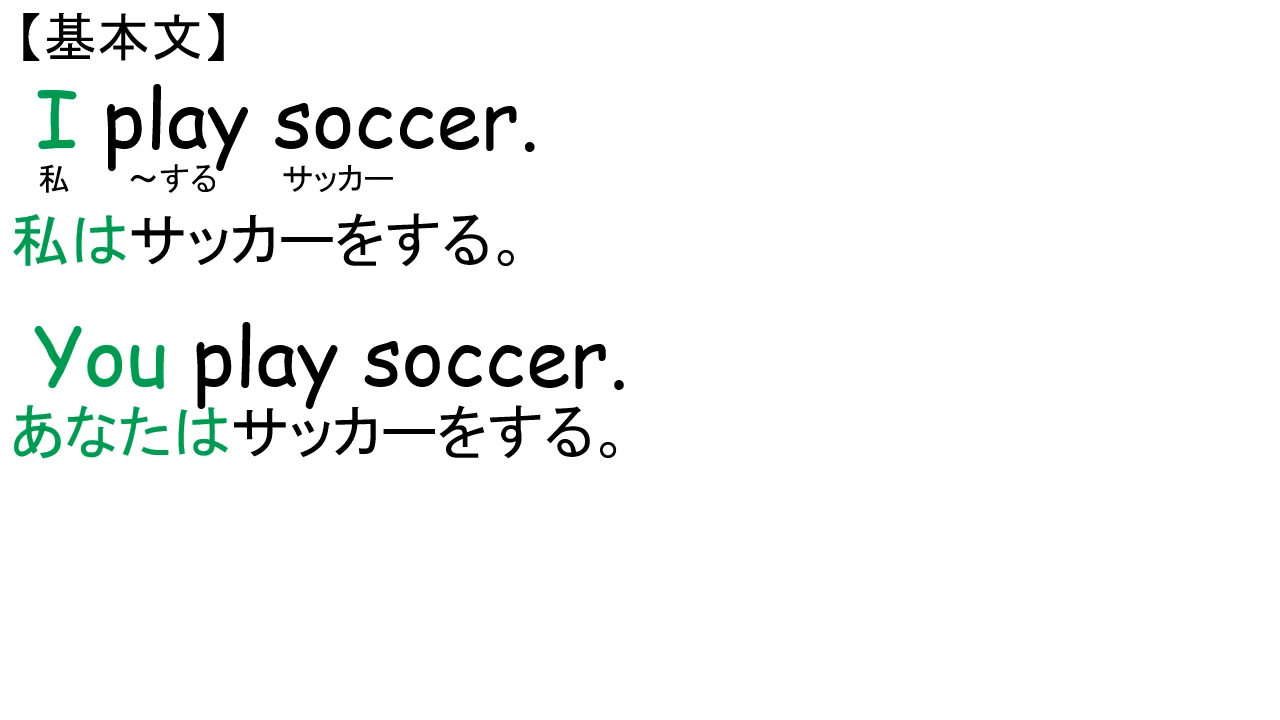 【基本文】
I play soccer.
私 ～する サッカー
私はサッカーをする。
You play soccer.
あなたはサッカーをする。